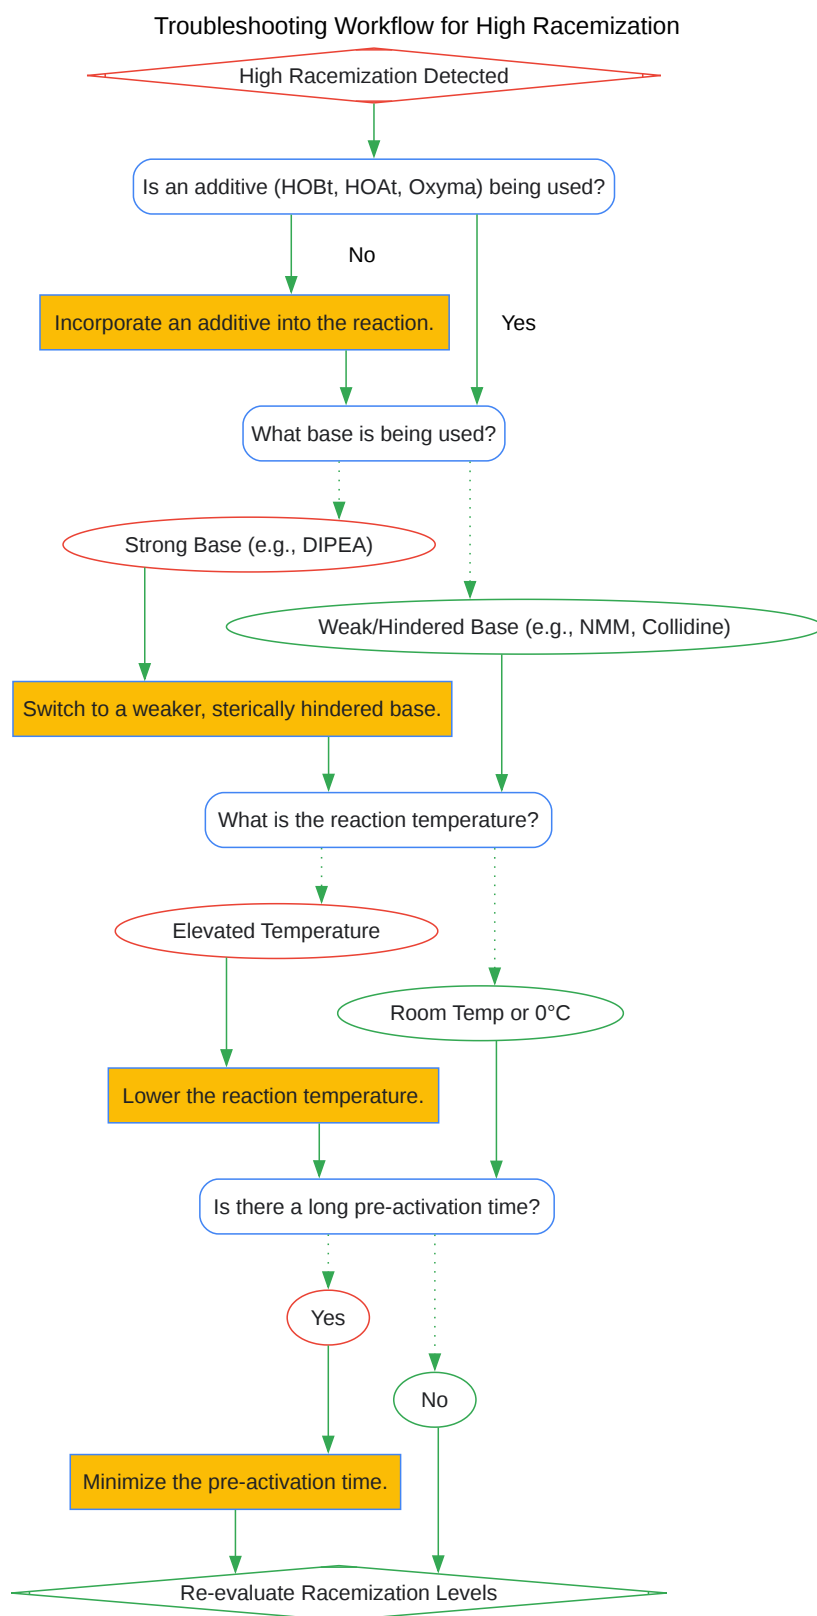 Troubleshooting Workflow for High Racemization
High Racemization Detected
Is an additive (HOBt, HOAt, Oxyma) being used?
No
Incorporate an additive into the reaction.
Yes
What base is being used?
Strong Base (e.g., DIPEA)
Weak/Hindered Base (e.g., NMM, Collidine)
Switch to a weaker, sterically hindered base.
What is the reaction temperature?
Elevated Temperature
Room Temp or 0°C
Lower the reaction temperature.
Is there a long pre-activation time?
Yes
No
Minimize the pre-activation time.
Re-evaluate Racemization Levels